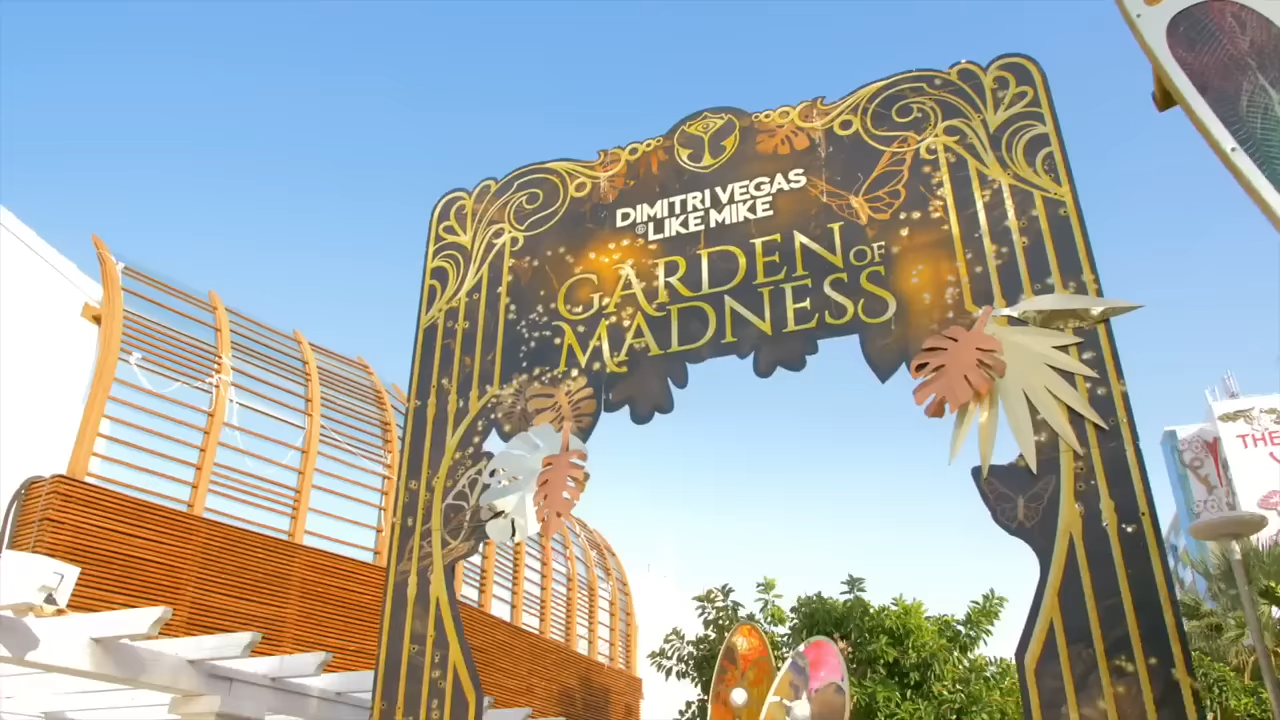 DIMITRI VEGAS
& LIKE MIKE
GARDEN OF
MADNESS
THE